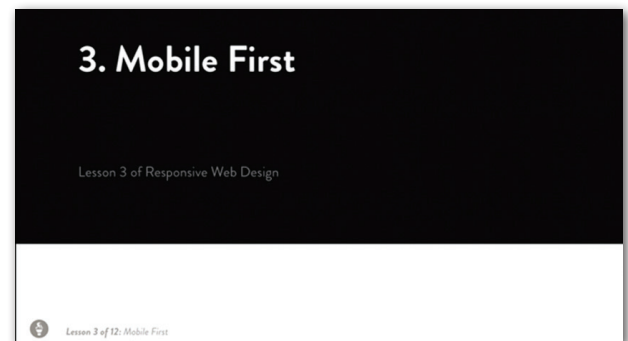 3. Mobile First
Lesson 3 of Responsive Web Design
Lesson 3 of 12: Mobile First